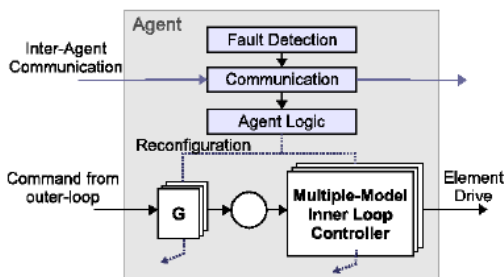 Agent
Fault Detection
Inter-Agent
Communication
Communication
Agent Logic
Reconfiguration
Command from
outer-loop
G
Multiple-Model
Inner Loop
Controller
Element
Drive